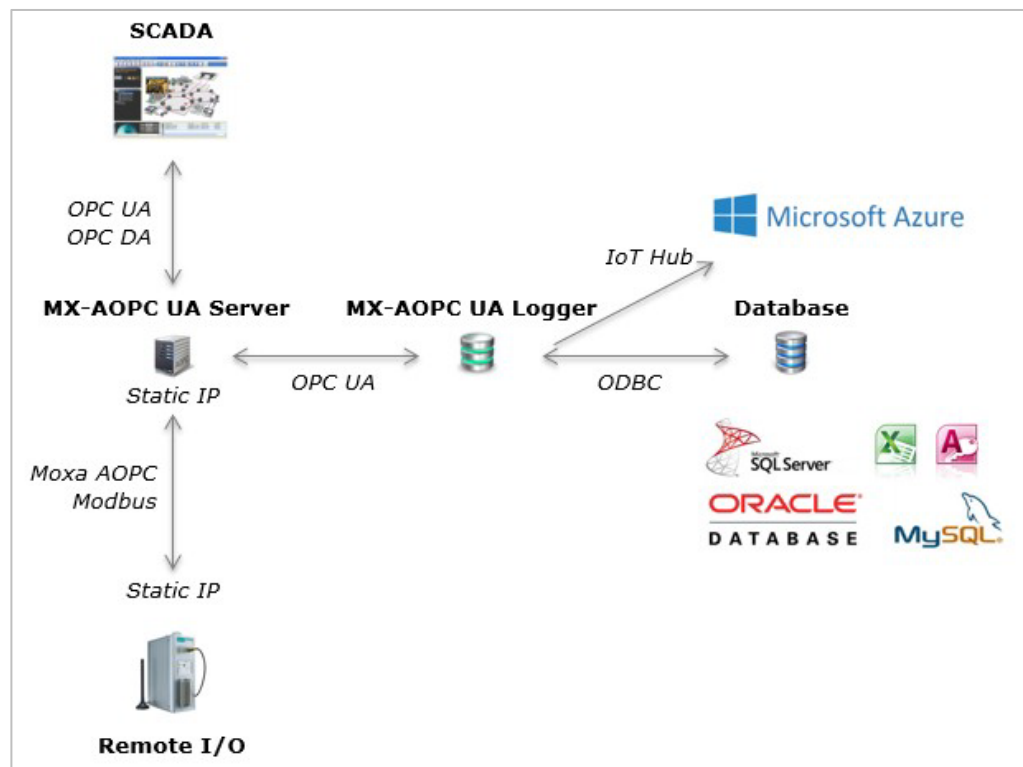 SCADA
OPC UA
OPC DA
Microsoft Azure
IoT Hub
MX-AOPC UA Server
MX-AOPC UA Logger
Database
Static IP
OPC UA
ODBC
Moxa AOPC
Modbus
Microsoft
SQL Server
ORACLE
DATABASE
MySQL
Static IP
Remote I/O